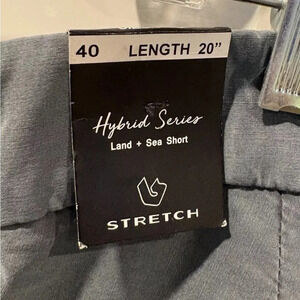 40 LENGTH 20”
Hybrid Series
Land + Sea Short
STRETCH